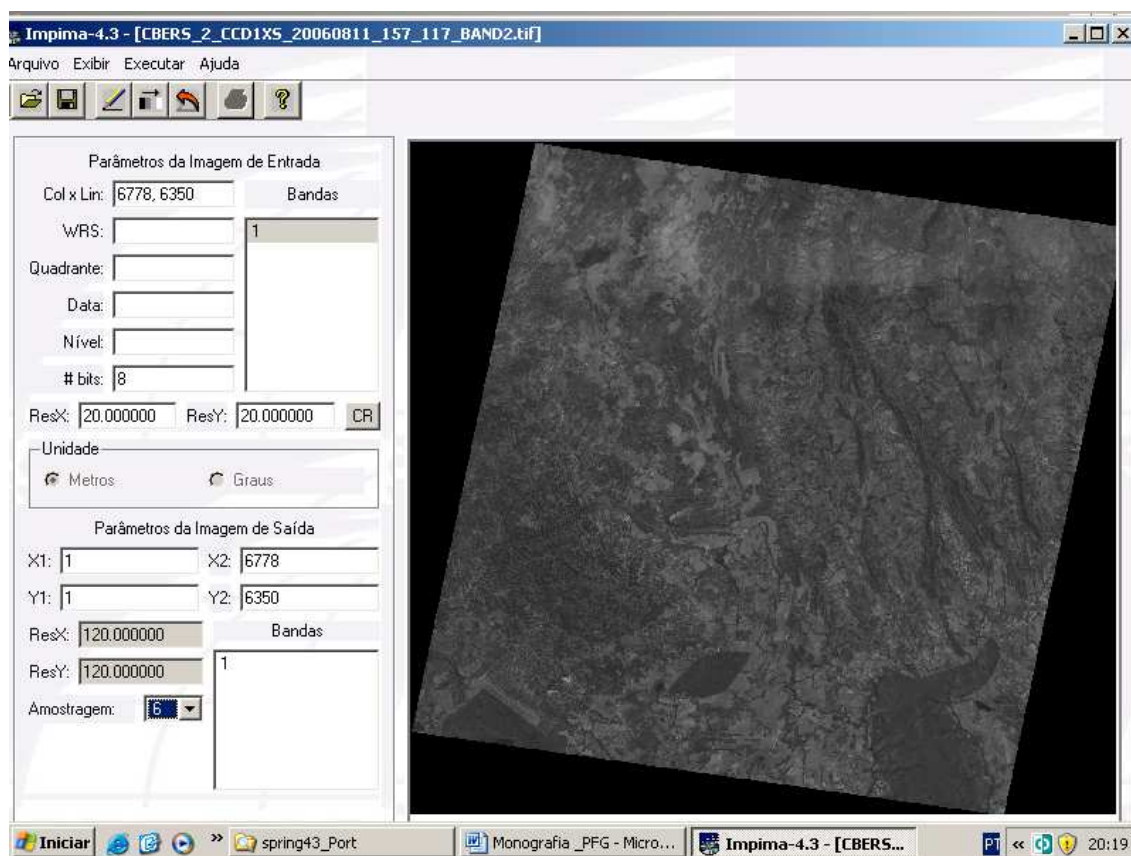 Impima-4.3 - [CBERS_2_CCD1XS_20060811_157_117_BAND2.tif]
Arquivo Exibir Executar Ajuda
Parâmetros da Imagem de Entrada
Col x Lin: 6778, 6350
Bandas
WRS:
1
Quadrante:
Data:
Nível:
# bits: 8
ResX: 20.000000 ResY: 20.000000 CR
Unidade
Metros Graus
Parâmetros da Imagem de Saída
X1: 1 X2: 6778
Y1: 1 Y2: 6350
ResX: 120.000000
Bandas
ResY: 120.000000
1
Amostragem: 6
Iniciar » spring43_Port Monografia _PFG - Micro... Impima-4.3 - [CBERS... PT « 20:19